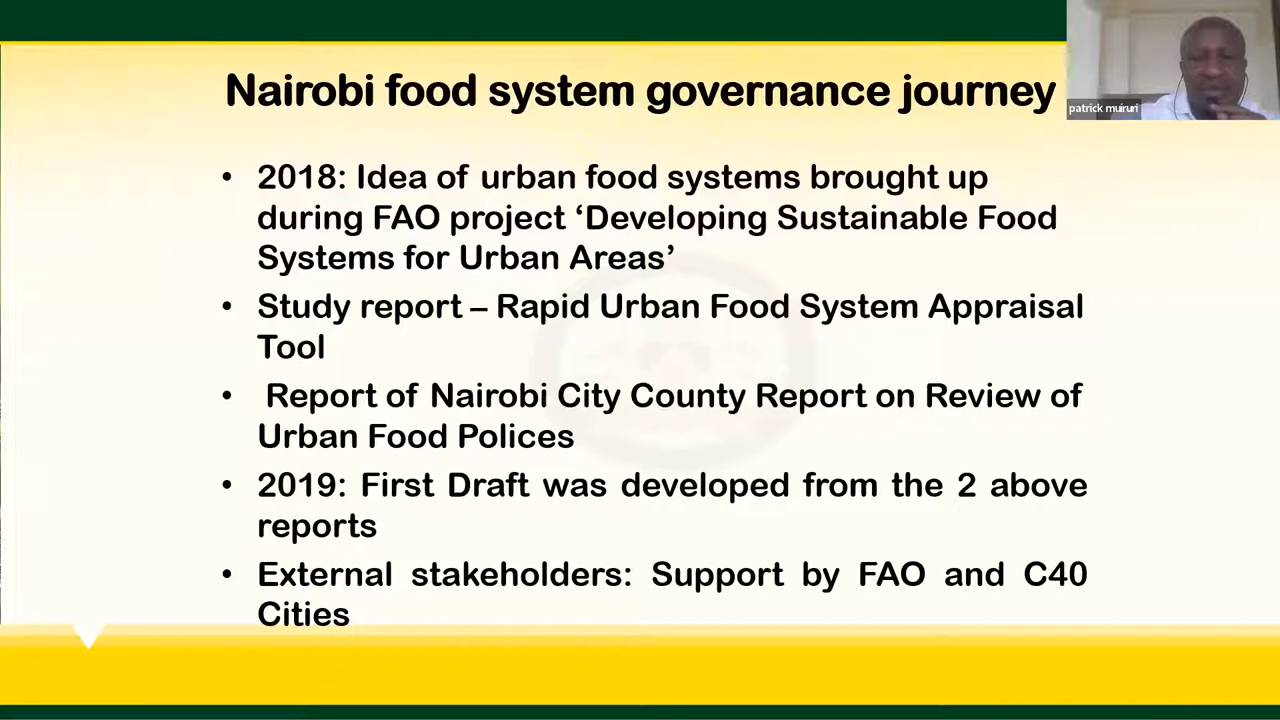 Nairobi food system governance journey
patrick muiruri
• 2018: Idea of urban food systems brought up
during FAO project ‘Developing Sustainable Food
Systems for Urban Areas’
• Study report – Rapid Urban Food System Appraisal
Tool
• Report of Nairobi City County Report on Review of
Urban Food Polices
• 2019: First Draft was developed from the 2 above
reports
• External stakeholders: Support by FAO and C40
Cities